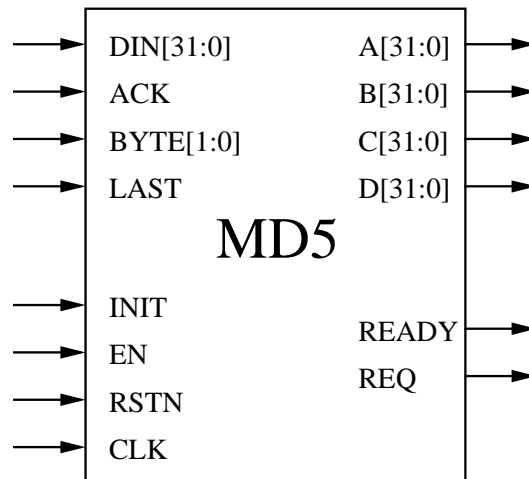 DIN[31:0] A[31:0]
ACK B[31:0]
BYTE[1:0] C[31:0]
LAST D[31:0]
MD5
INIT
READY
EN
REQ
RSTN
CLK